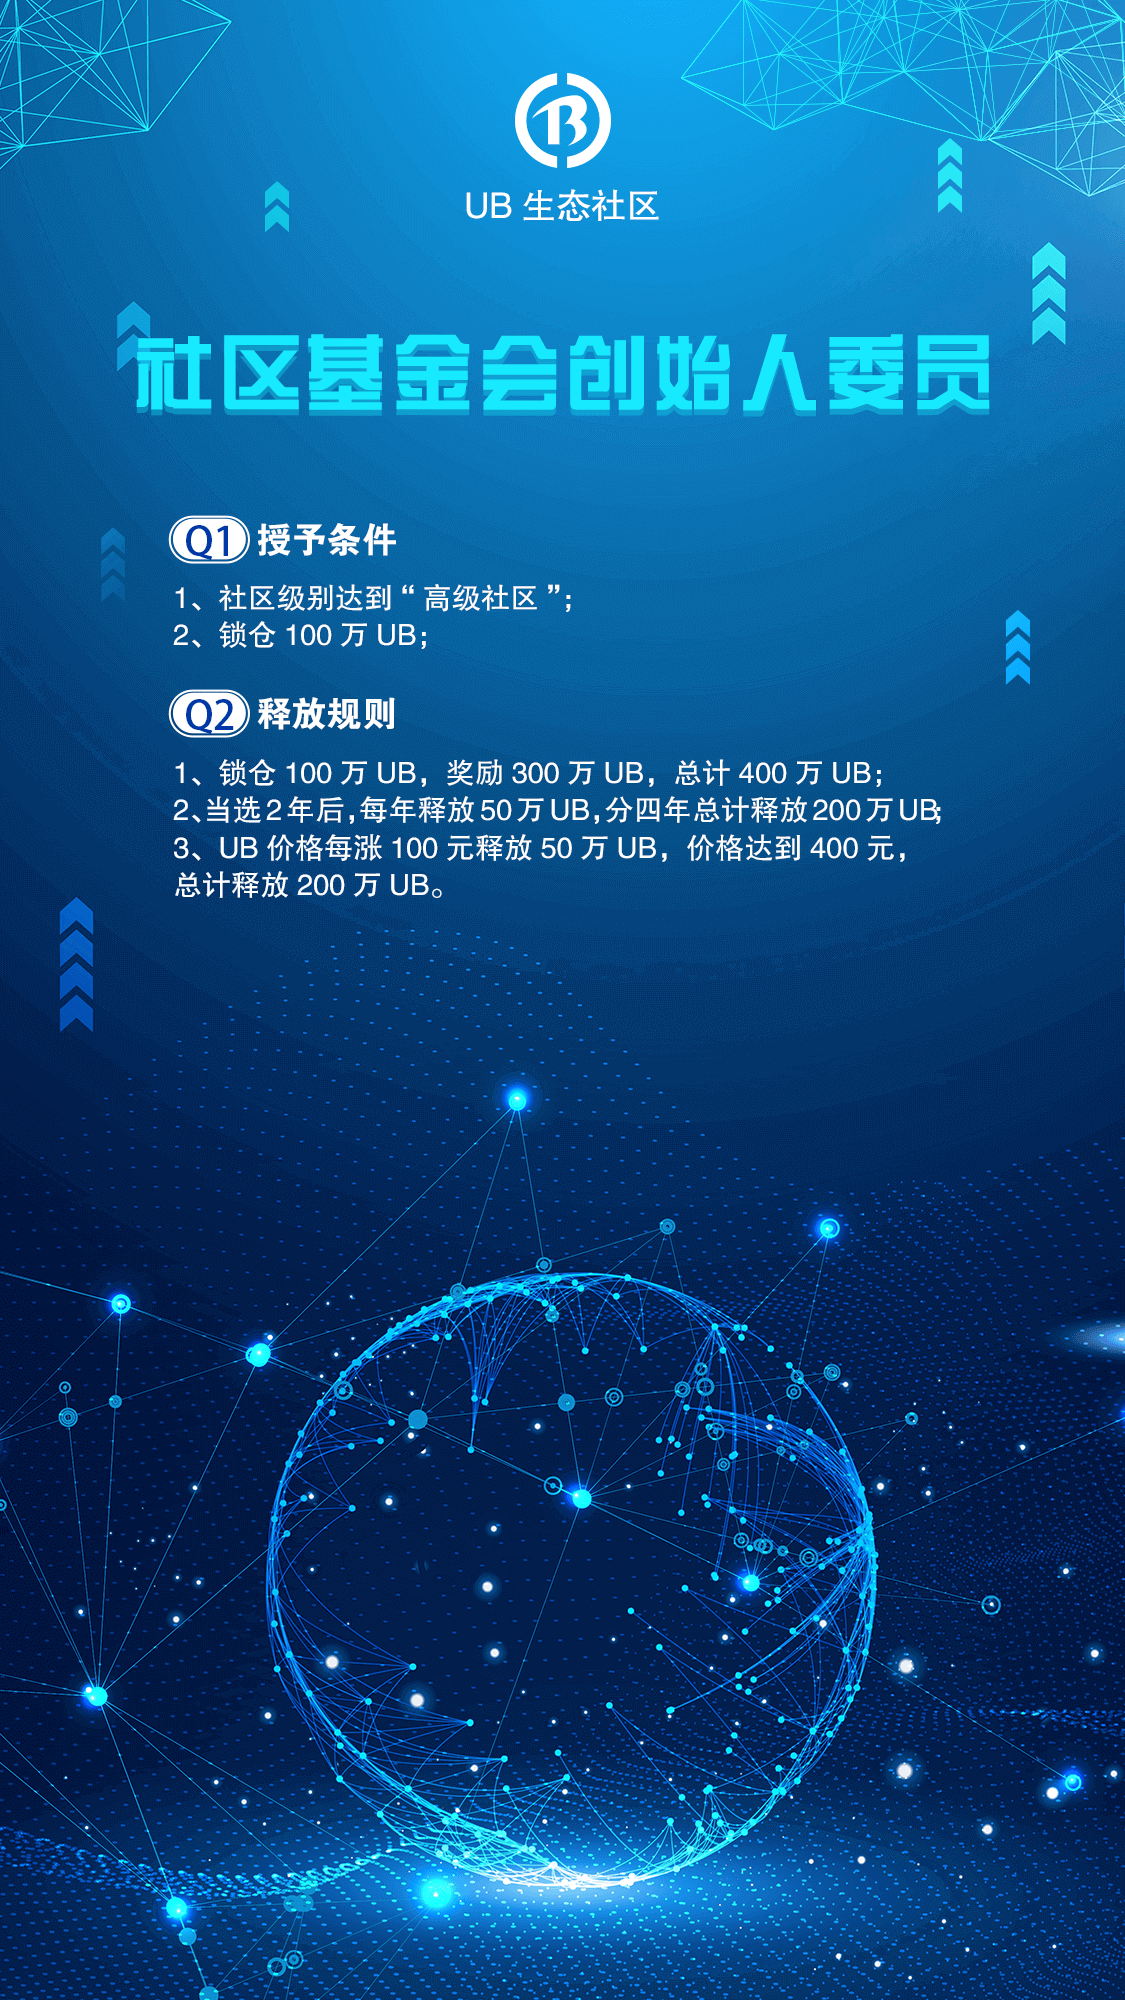 UB 生态社区
社区基金会创始人委员
Q1 授予条件
1、社区级别达到“高级社区”；
2、锁仓 100 万 UB；
Q2 释放规则
1、锁仓 100 万 UB，奖励 300 万 UB，总计 400 万 UB；
2、当选 2 年后，每年释放 50 万 UB，分四年总计释放 200 万 UB；
3、UB 价格每涨 100 元释放 50 万 UB，价格达到 400 元，
总计释放 200 万 UB。